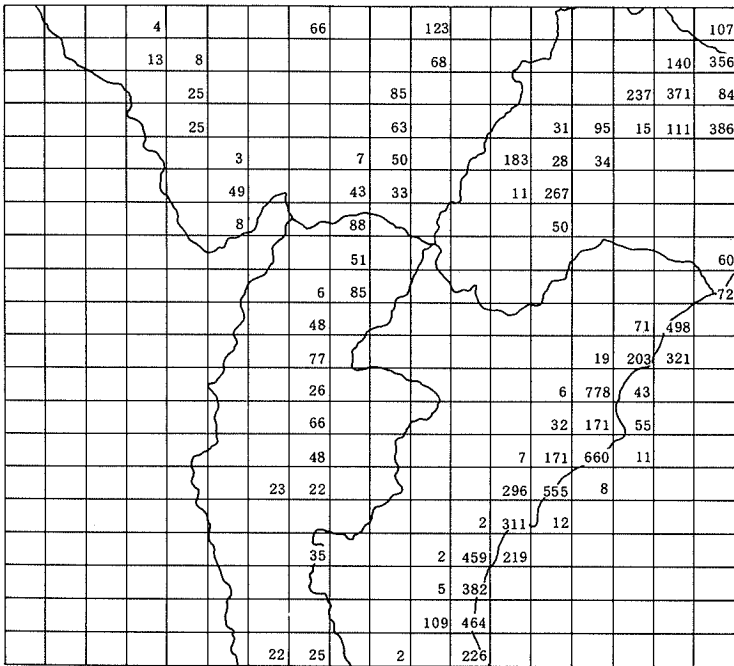 4 66 123 107
13 8 68 140 356
25 85 237 371 84
25 63 31 95 15 111 386
3 7 50 183 28 34
49 43 33 11 267
8 88 50
51 60
6 85 72
48 71 498
77 19 203 321
26 6 778 43
66 32 171 55
48 7 171 660 11
23 22 296 555 8
2 311 12
35 2 459 219
5 382
109 464
22 25 2 226